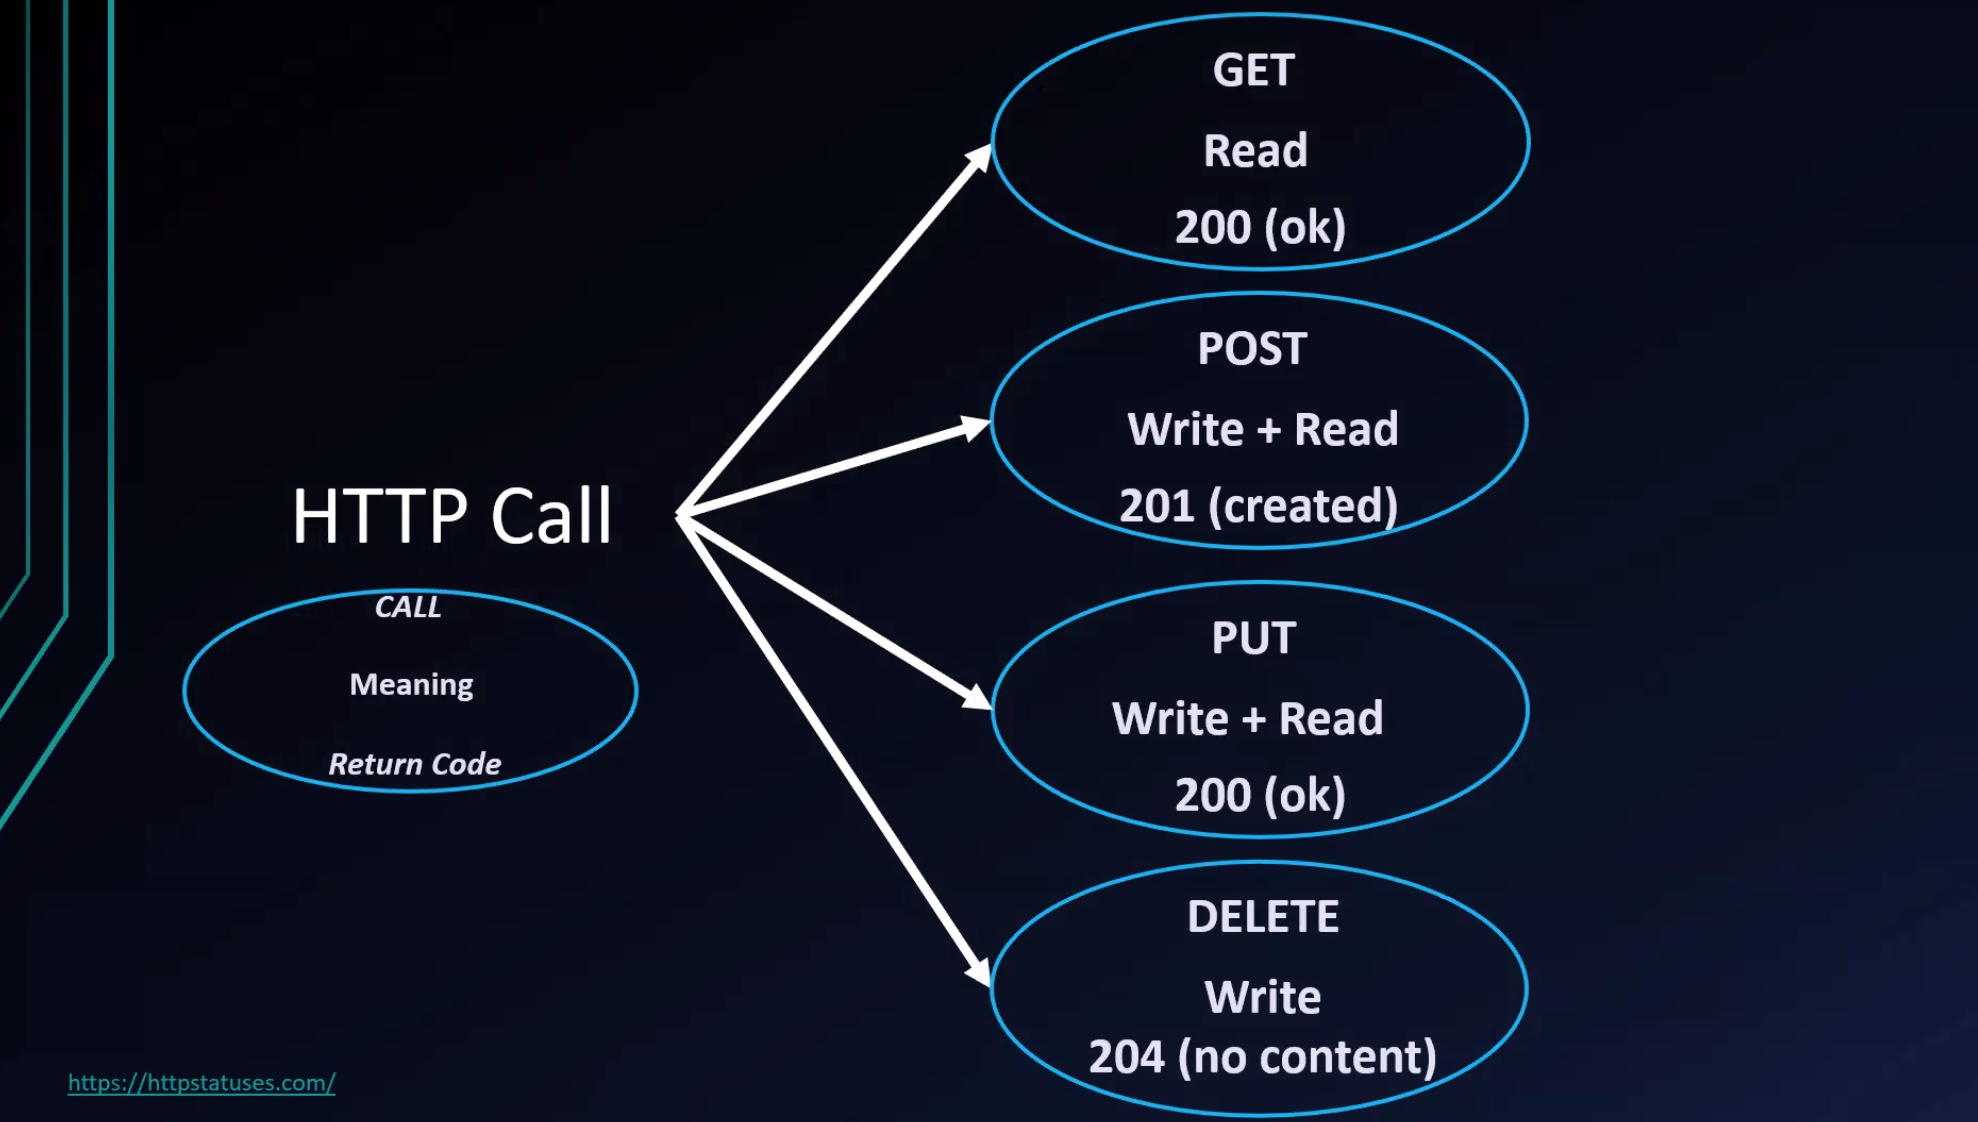 HTTP Call
CALL
Meaning
Return Code
GET
Read
200 (ok)
POST
Write + Read
201 (created)
PUT
Write + Read
200 (ok)
DELETE
Write
204 (no content)
https://httpstatuses.com/